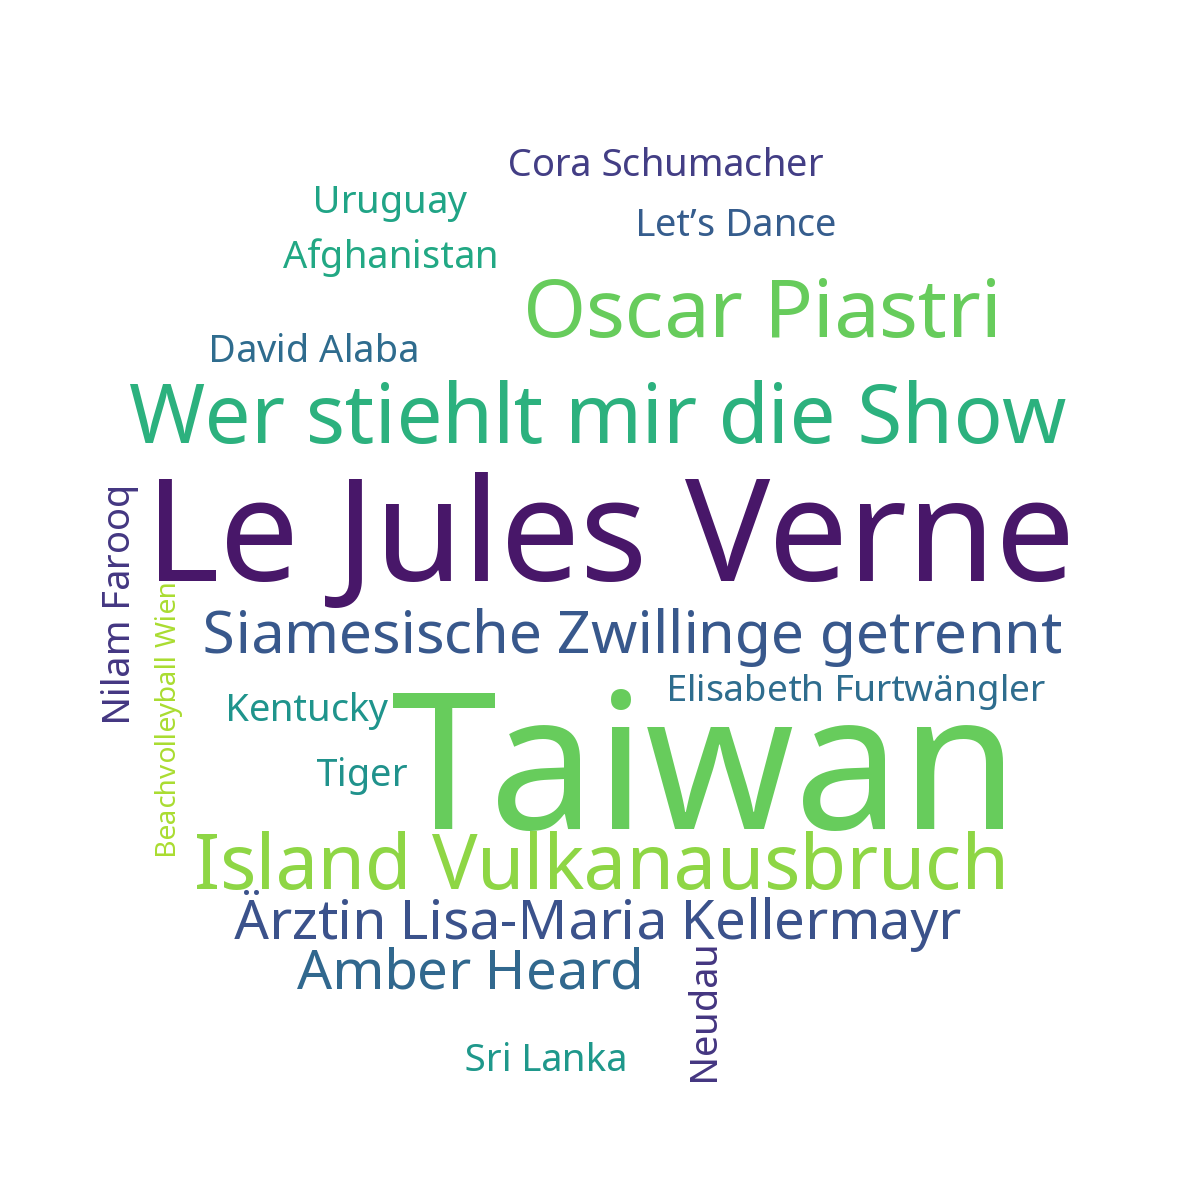 Cora Schumacher
Uruguay
Let’s Dance
Afghanistan
Oscar Piastri
David Alaba
Wer stiehlt mir die Show
Le Jules Verne
Nilam Farooq
Beachvolleyball Wien
Siamesische Zwillinge getrennt
Elisabeth Furtwängler
Kentucky
Taiwan
Tiger
Island Vulkanausbruch
Ärztin Lisa-Maria Kellermayr
Amber Heard
Neudau
Sri Lanka